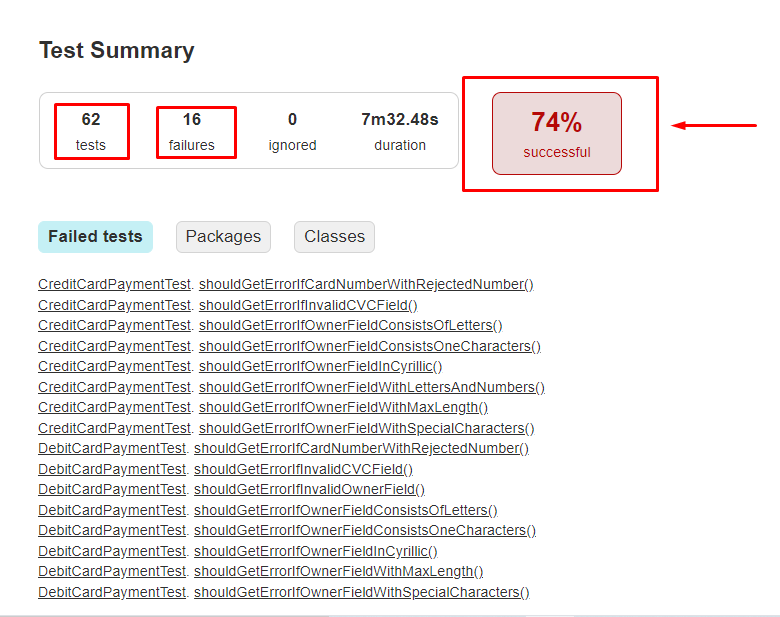 Test Summary
62 16 0 7m32.48s 74%
tests failures ignored duration successful
Failed tests Packages Classes
CreditCardPaymentTest. shouldGetErrorIfCardNumberWithRejectedNumber()
CreditCardPaymentTest. shouldGetErrorIfInvalidCVCField()
CreditCardPaymentTest. shouldGetErrorIfOwnerFieldConsistsOfLetters()
CreditCardPaymentTest. shouldGetErrorIfOwnerFieldConsistsOneCharacters()
CreditCardPaymentTest. shouldGetErrorIfOwnerFieldInCyrillic()
CreditCardPaymentTest. shouldGetErrorIfOwnerFieldWithLettersAndNumbers()
CreditCardPaymentTest. shouldGetErrorIfOwnerFieldWithMaxLength()
CreditCardPaymentTest. shouldGetErrorIfOwnerFieldWithSpecialCharacters()
DebitCardPaymentTest. shouldGetErrorIfCardNumberWithRejectedNumber()
DebitCardPaymentTest. shouldGetErrorIfInvalidCVCField()
DebitCardPaymentTest. shouldGetErrorIfInvalidOwnerField()
DebitCardPaymentTest. shouldGetErrorIfOwnerFieldConsistsOfLetters()
DebitCardPaymentTest. shouldGetErrorIfOwnerFieldConsistsOneCharacters()
DebitCardPaymentTest. shouldGetErrorIfOwnerFieldInCyrillic()
DebitCardPaymentTest. shouldGetErrorIfOwnerFieldWithMaxLength()
DebitCardPaymentTest. shouldGetErrorIfOwnerFieldWithSpecialCharacters()